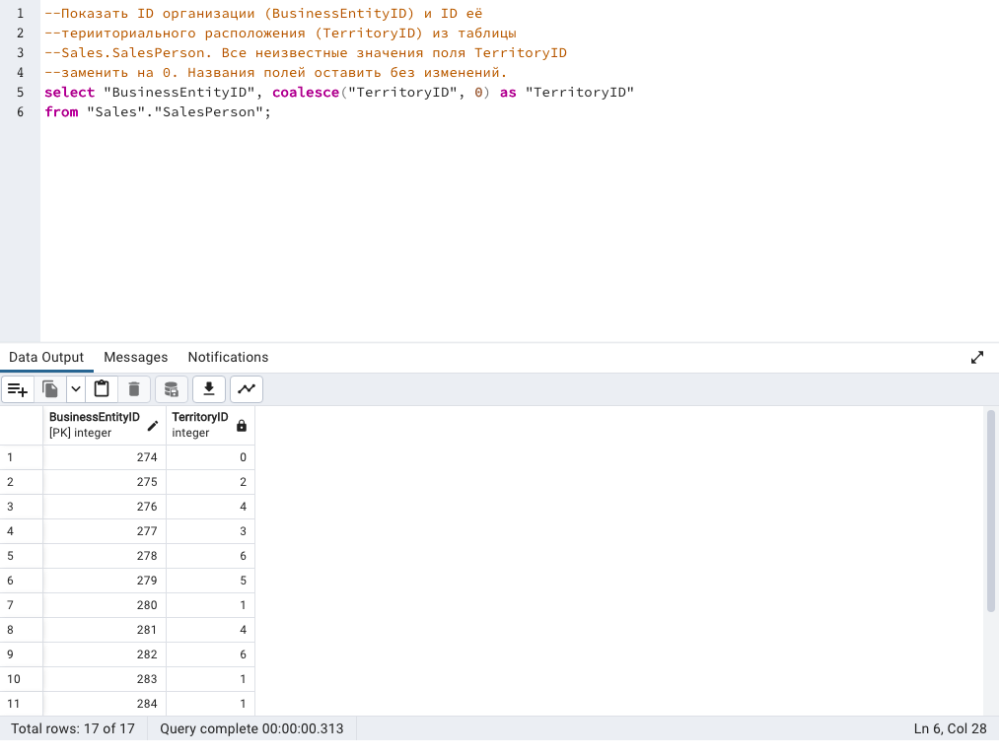 1 --Показать ID организации (BusinessEntityID) и ID её
2 --терииториального расположения (TerritoryID) из таблицы
3 --Sales.SalesPerson. Все неизвестные значения поля TerritoryID
4 --заменить на 0. Названия полей оставить без изменений.
5 select "BusinessEntityID", coalesce("TerritoryID", 0) as "TerritoryID"
6 from "Sales"."SalesPerson";
Data Output Messages Notifications
BusinessEntityID TerritoryID
[PK] integer integer
1 274 0
2 275 2
3 276 4
4 277 3
5 278 6
6 279 5
7 280 1
8 281 4
9 282 6
10 283 1
11 284 1
Total rows: 17 of 17 Query complete 00:00:00.313 Ln 6, Col 28